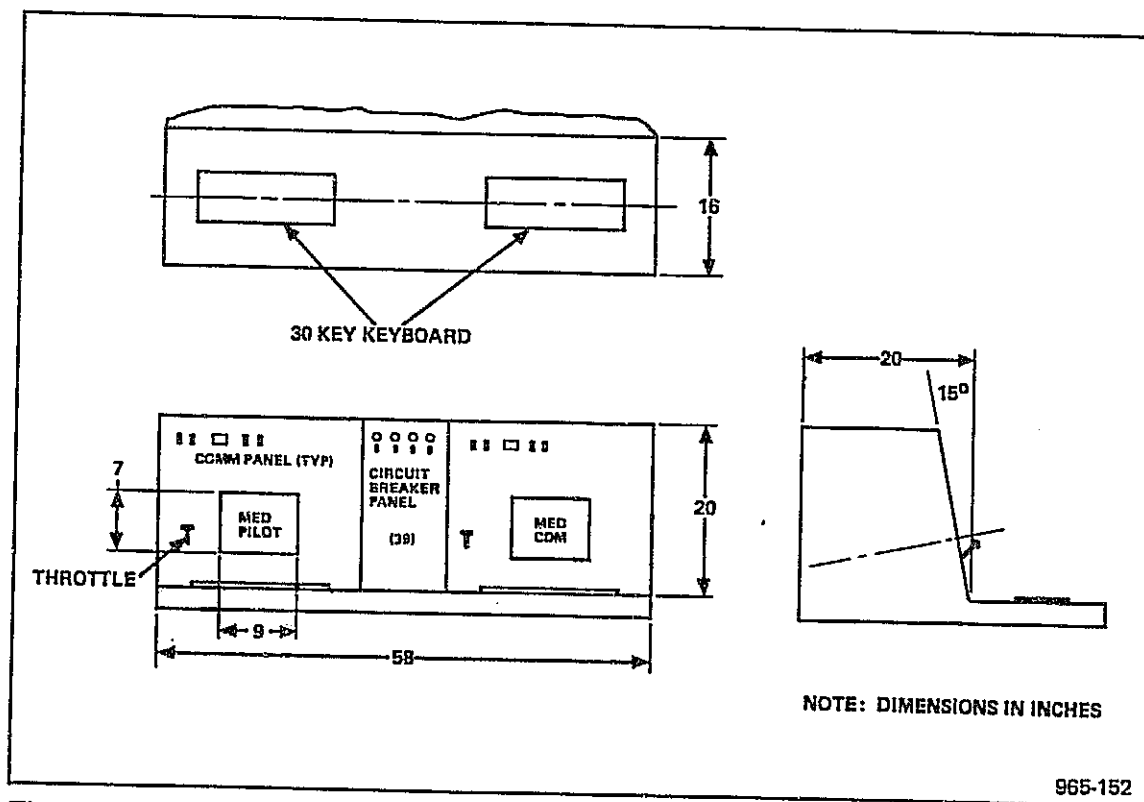 16
30 KEY KEYBOARD
20
15°
COMM PANEL (TYP)
CIRCUIT
BREAKER
PANEL
(39)
7
MED
PILOT
MED
CDM
20
THROTTLE
9
58
NOTE: DIMENSIONS IN INCHES
965-152